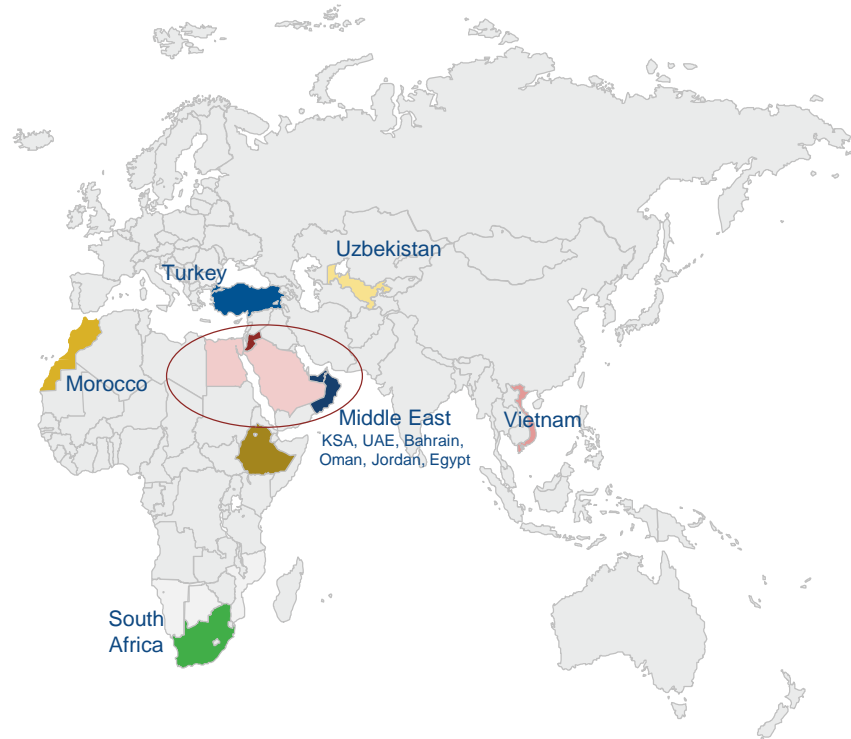 Uzbekistan
Turkey
Morocco
Middle East
KSA, UAE, Bahrain,
Oman, Jordan, Egypt
Vietnam
South
Africa